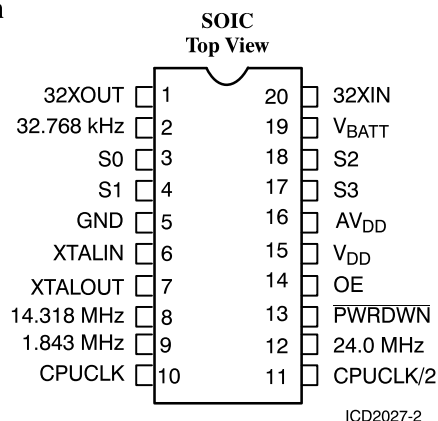 n
SOIC
Top View
32XOUT 1 20 32XIN
32.768 kHz 2 19 VBATT
S0 3 18 S2
S1 4 17 S3
GND 5 16 AVDD
XTALIN 6 15 VDD
XTALOUT 7 14 OE
14.318 MHz 8 13 PWRDWN
1.843 MHz 9 12 24.0 MHz
CPUCLK 10 11 CPUCLK/2
ICD2027-2